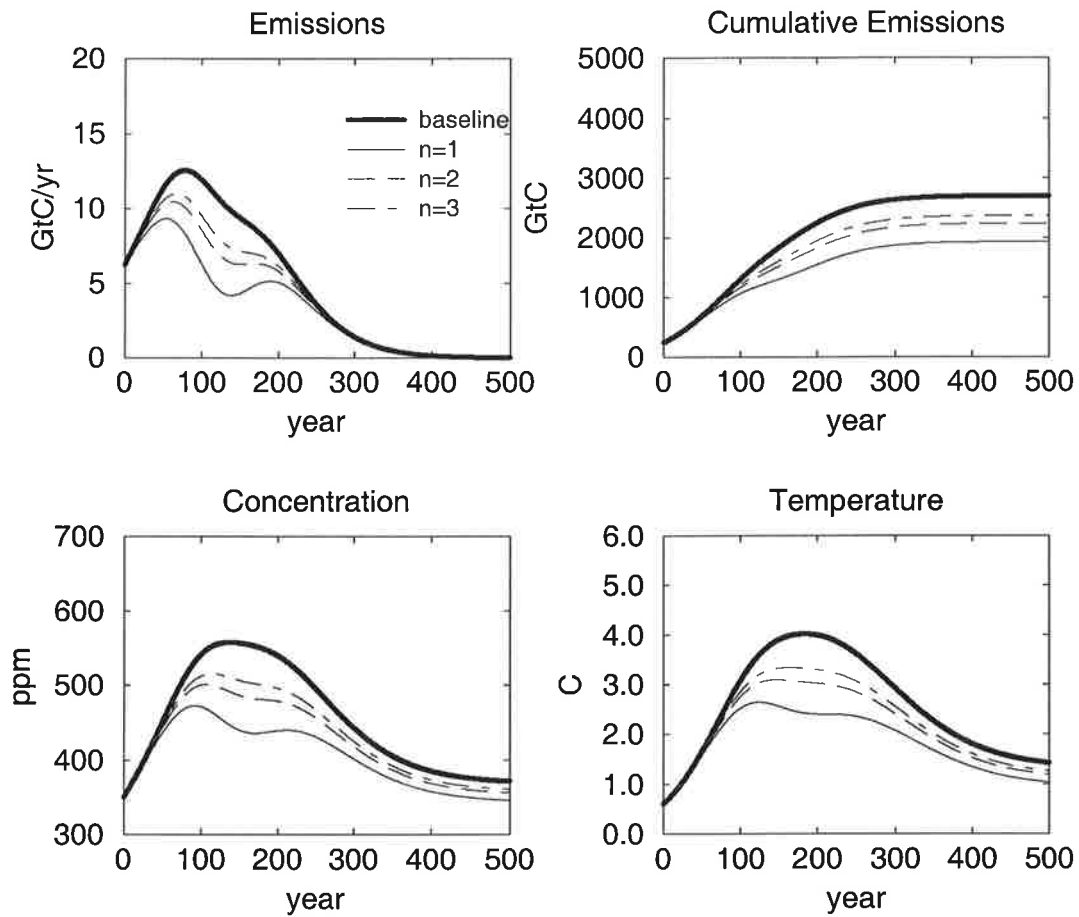 Emissions
20
15
10
5
0
GtC/yr
baseline
n=1
n=2
n=3
0 100 200 300 400 500
year
Cumulative Emissions
5000
4000
3000
2000
1000
0
GtC
0 100 200 300 400 500
year
Concentration
700
600
500
400
300
ppm
0 100 200 300 400 500
year
Temperature
6.0
5.0
4.0
3.0
2.0
1.0
0.0
C
0 100 200 300 400 500
year